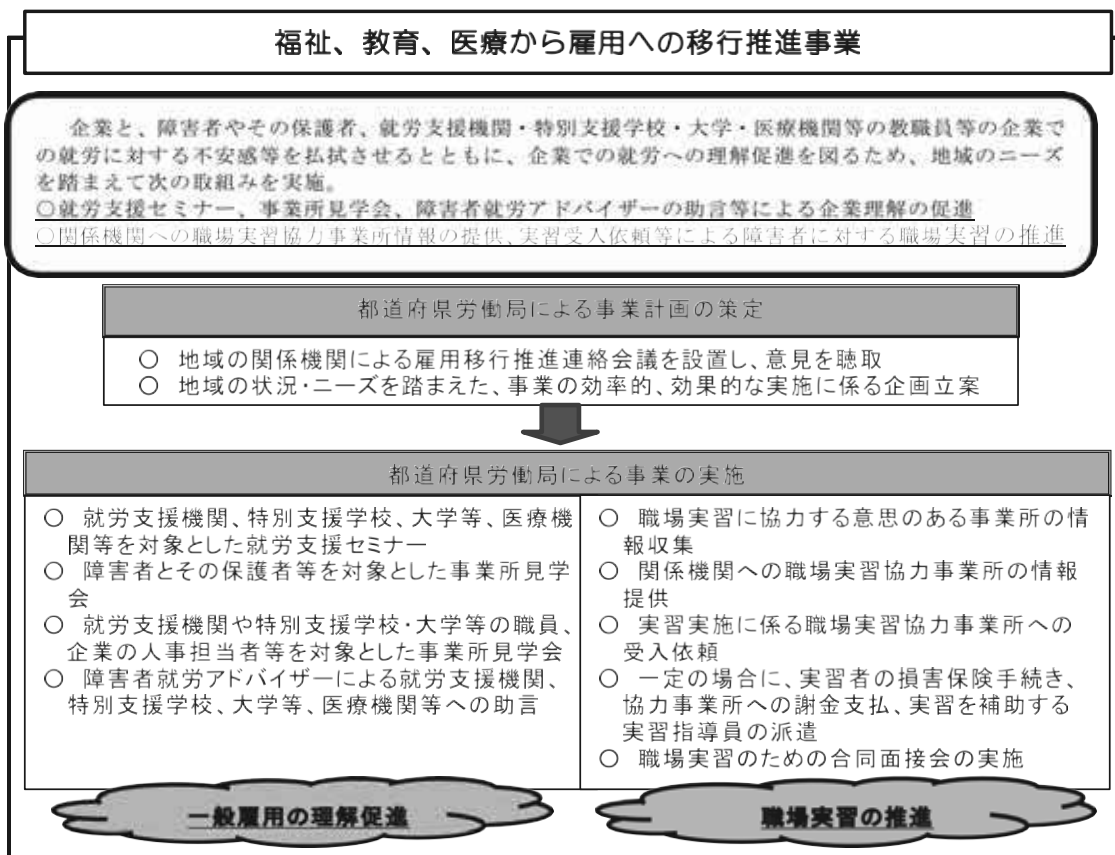 福祉、教育、医療から雇用への移行推進事業
企業と、障害者やその保護者、就労支援機関・特別支援学校・大学・医療機関等の教職員等の企業で
の就労に対する不安感等を払拭させるとともに、企業での就労への理解促進を図るため、地域のニーズ
を踏まえて次の取組みを実施。
○就労支援セミナー、事業所見学会、障害者就労アドバイザーの助言等による企業理解の促進
○関係機関への職場実習協力事業所情報の提供、実習受入依頼等による障害者に対する職場実習の推進
都道府県労働局による事業計画の策定
○ 地域の関係機関による雇用移行推進連絡会議を設置し、意見を聴取
○ 地域の状況・ニーズを踏まえた、事業の効率的、効果的な実施に係る企画立案
都道府県労働局による事業の実施
○ 就労支援機関、特別支援学校、大学等、医療機
関等を対象とした就労支援セミナー
○ 障害者とその保護者等を対象とした事業所見学
会
○ 就労支援機関や特別支援学校・大学等の職員、
企業の人事担当者等を対象とした事業所見学会
○ 障害者就労アドバイザーによる就労支援機関、
特別支援学校、大学等、医療機関等への助言
一般雇用の理解促進
○ 職場実習に協力する意思のある事業所の情
報収集
○ 関係機関への職場実習協力事業所の情報
提供
○ 実習実施に係る職場実習協力事業所への
受入依頼
○ 一定の場合に、実習者の損害保険手続き、
協力事業所への謝金支払、実習を補助する
実習指導員の派遣
○ 職場実習のための合同面接会の実施
職場実習の推進